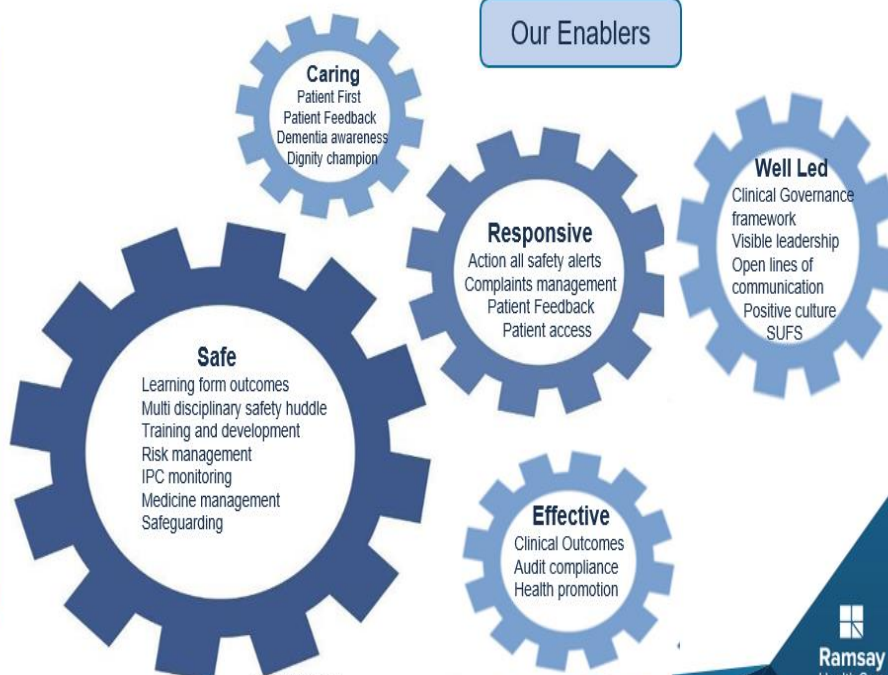 Our Enablers
Caring
Patient First
Patient Feedback
Dementia awareness
Dignity champion
Responsive
Action all safety alerts
Complaints management
Patient Feedback
Patient access
Well Led
Clinical Governance
framework
Visible leadership
Open lines of
communication
Positive culture
SUFS
Safe
Learning form outcomes
Multi disciplinary safety huddle
Training and development
Risk management
IPC monitoring
Medicine management
Safeguarding
Effective
Clinical Outcomes
Audit compliance
Health promotion
Ramsay